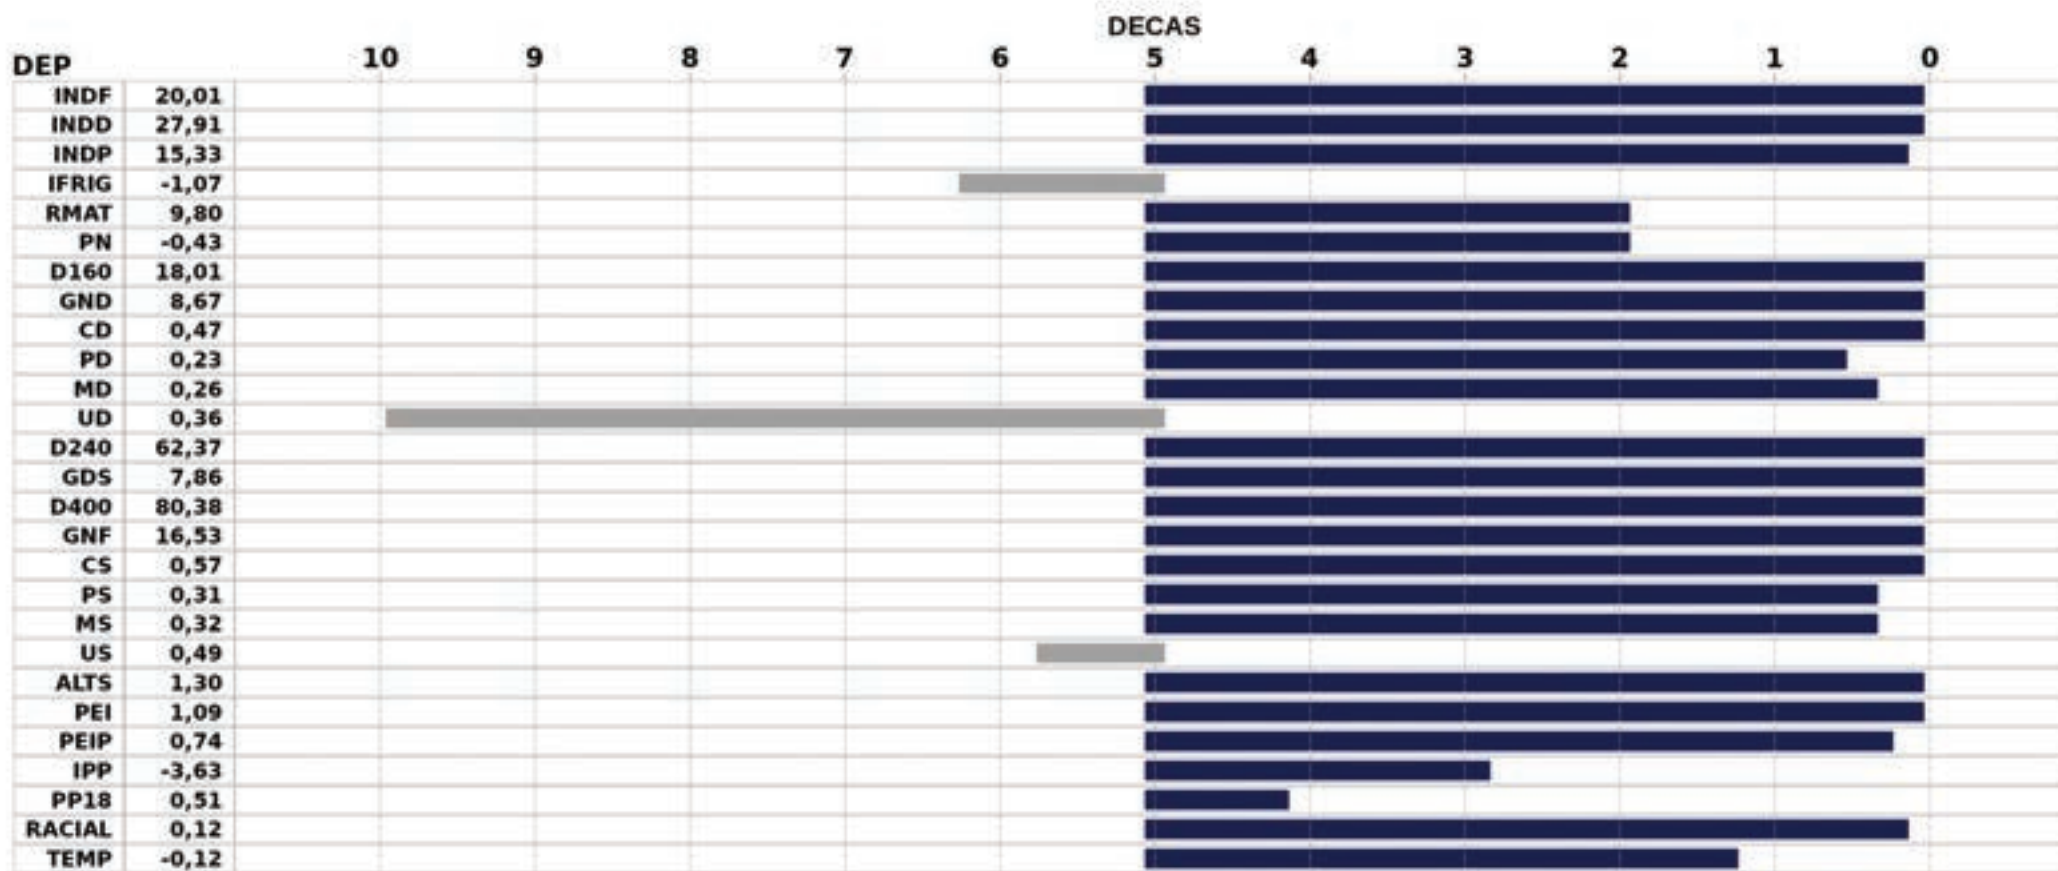 DECAS
DEP 10 9 8 7 6 5 4 3 2 1 0
INDF 20,01
INDD 27,91
INDP 15,33
IFRIG -1,07
RMAT 9,80
PN -0,43
D160 18,01
GND 8,67
CD 0,47
PD 0,23
MD 0,26
UD 0,36
D240 62,37
GDS 7,86
D400 80,38
GNF 16,53
CS 0,57
PS 0,31
MS 0,32
US 0,49
ALTS 1,30
PEI 1,09
PEIP 0,74
IPP -3,63
PP18 0,51
RACIAL 0,12
TEMP -0,12